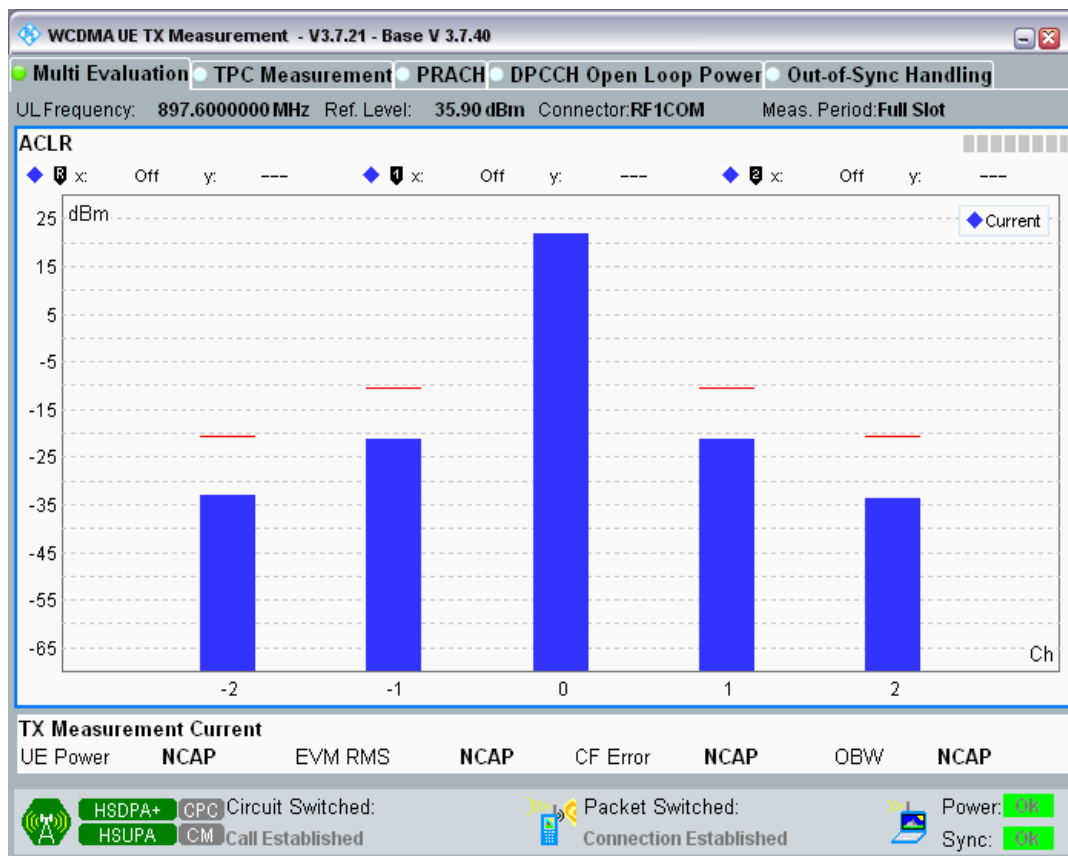 WCDMA UE TX Measurement - V3.7.21 - Base V 3.7.40
Multi Evaluation TPC Measurement PRACH DPCCH Open Loop Power Out-of-Sync Handling
UL Frequency: 897.6000000 MHz Ref. Level: 35.90 dBm Connector:RF1COM Meas. Period:Full Slot
ACLR
R x: Off y: --- 1 x: Off y: --- 2 x: Off y: ---
dBm
Current
25
15
5
-5
-15
-25
-35
-45
-55
-65
Ch
-2 -1 0 1 2
TX Measurement Current
UE Power NCAP EVM RMS NCAP CF Error NCAP OBW NCAP
HSDPA+ CPC Circuit Switched: Packet Switched: Power: OK
HSUPA CM Call Established Connection Established Sync: OK